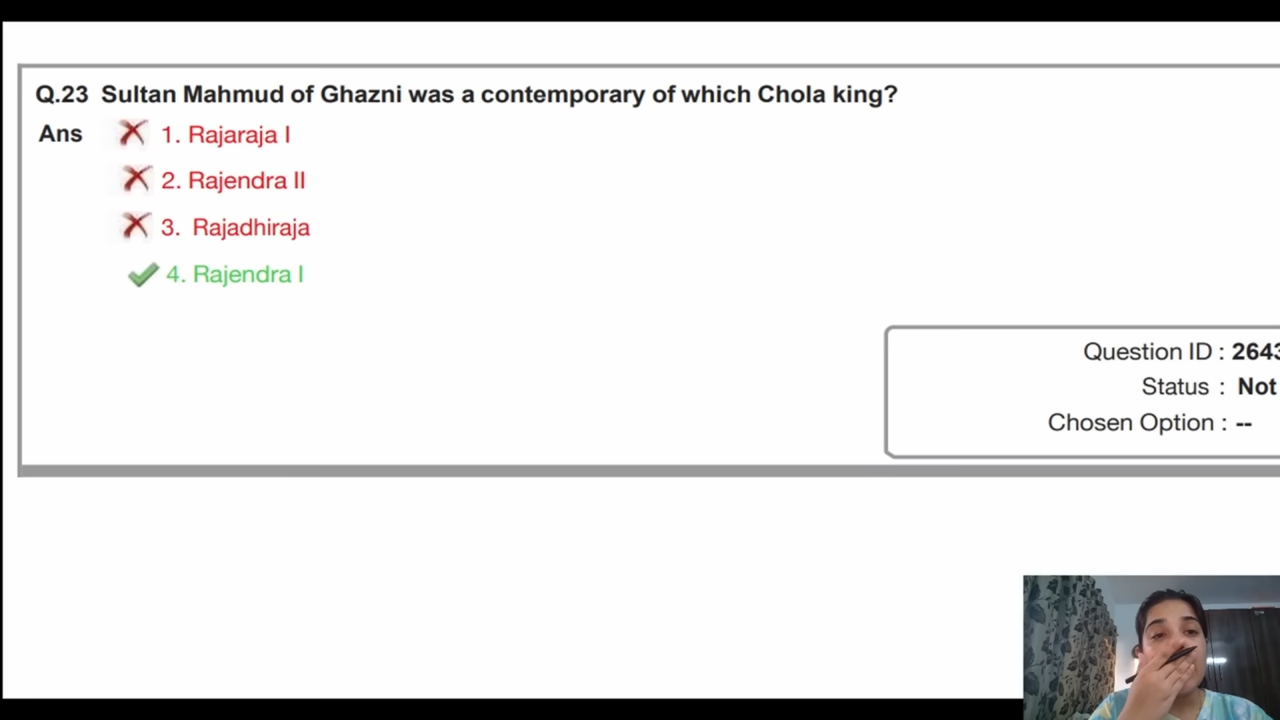 Q.23 Sultan Mahmud of Ghazni was a contemporary of which Chola king?
Ans 1. Rajaraja I
2. Rajendra II
3. Rajadhiraja
4. Rajendra I
Question ID : 2643
Status : Not
Chosen Option : --